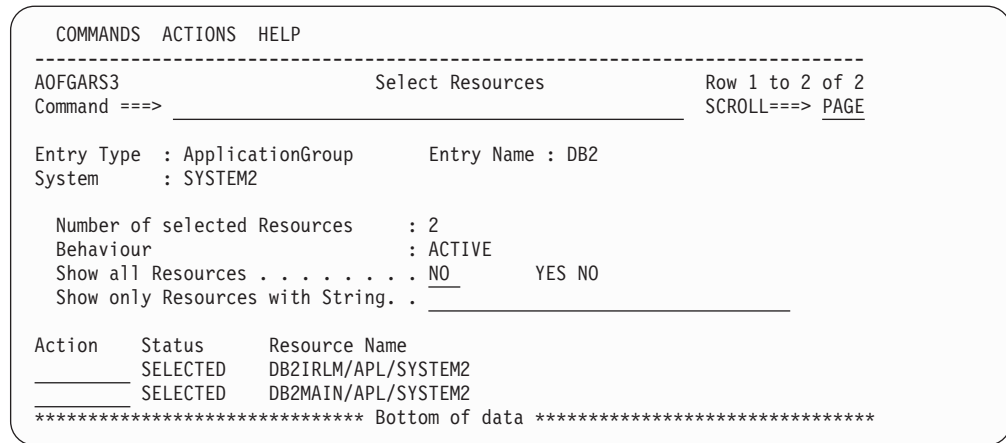 COMMANDS ACTIONS HELP
------------------------------------------------------------------------------
AOFGARS3 Select Resources Row 1 to 2 of 2
Command ===> SCROLL===> PAGE
Entry Type : ApplicationGroup Entry Name : DB2
System : SYSTEM2
Number of selected Resources : 2
Behaviour : ACTIVE
Show all Resources . . . . . . . . NO YES NO
Show only Resources with String. .
Action Status Resource Name
SELECTED DB2IRLM/APL/SYSTEM2
SELECTED DB2MAIN/APL/SYSTEM2
******************************* Bottom of data ********************************